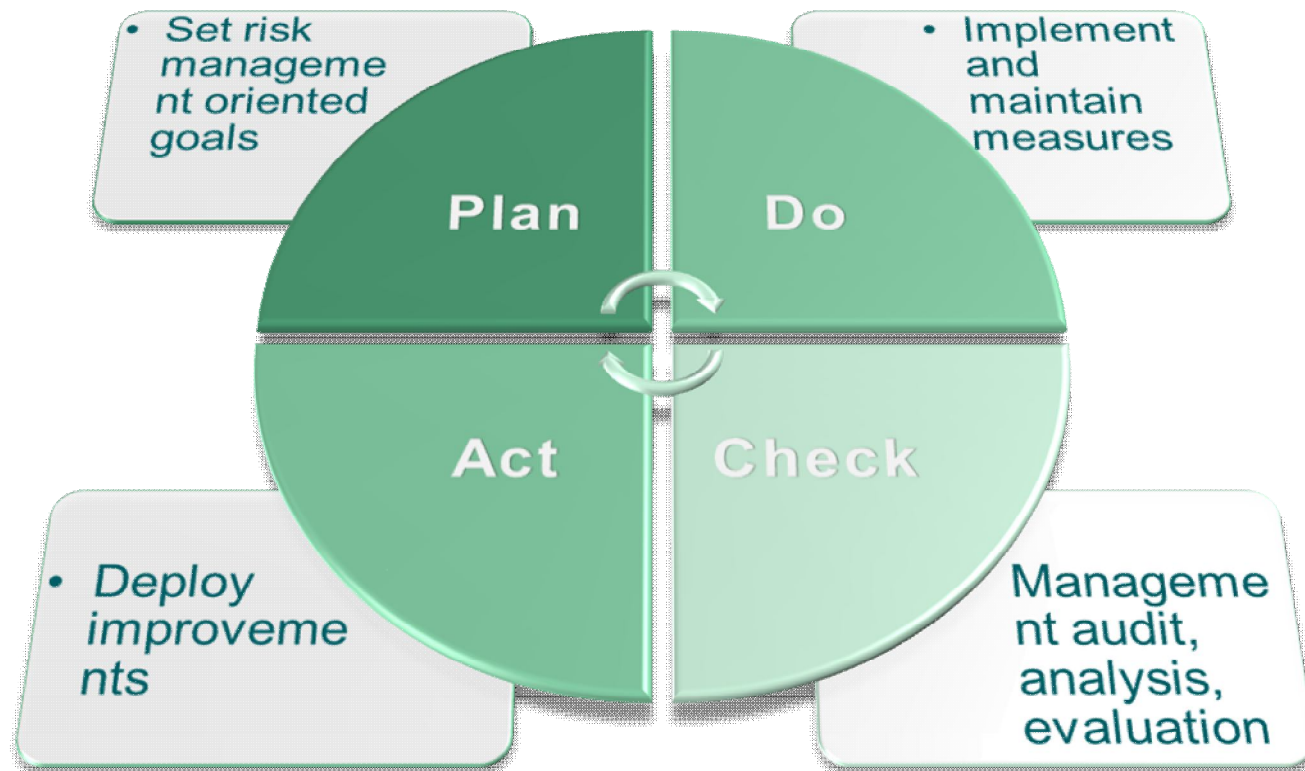 • Set risk
manageme
nt oriented
goals
• Implement
and
maintain
measures
Plan
Do
Act
Check
• Deploy
improveme
nts
Manageme
nt audit,
analysis,
evaluation